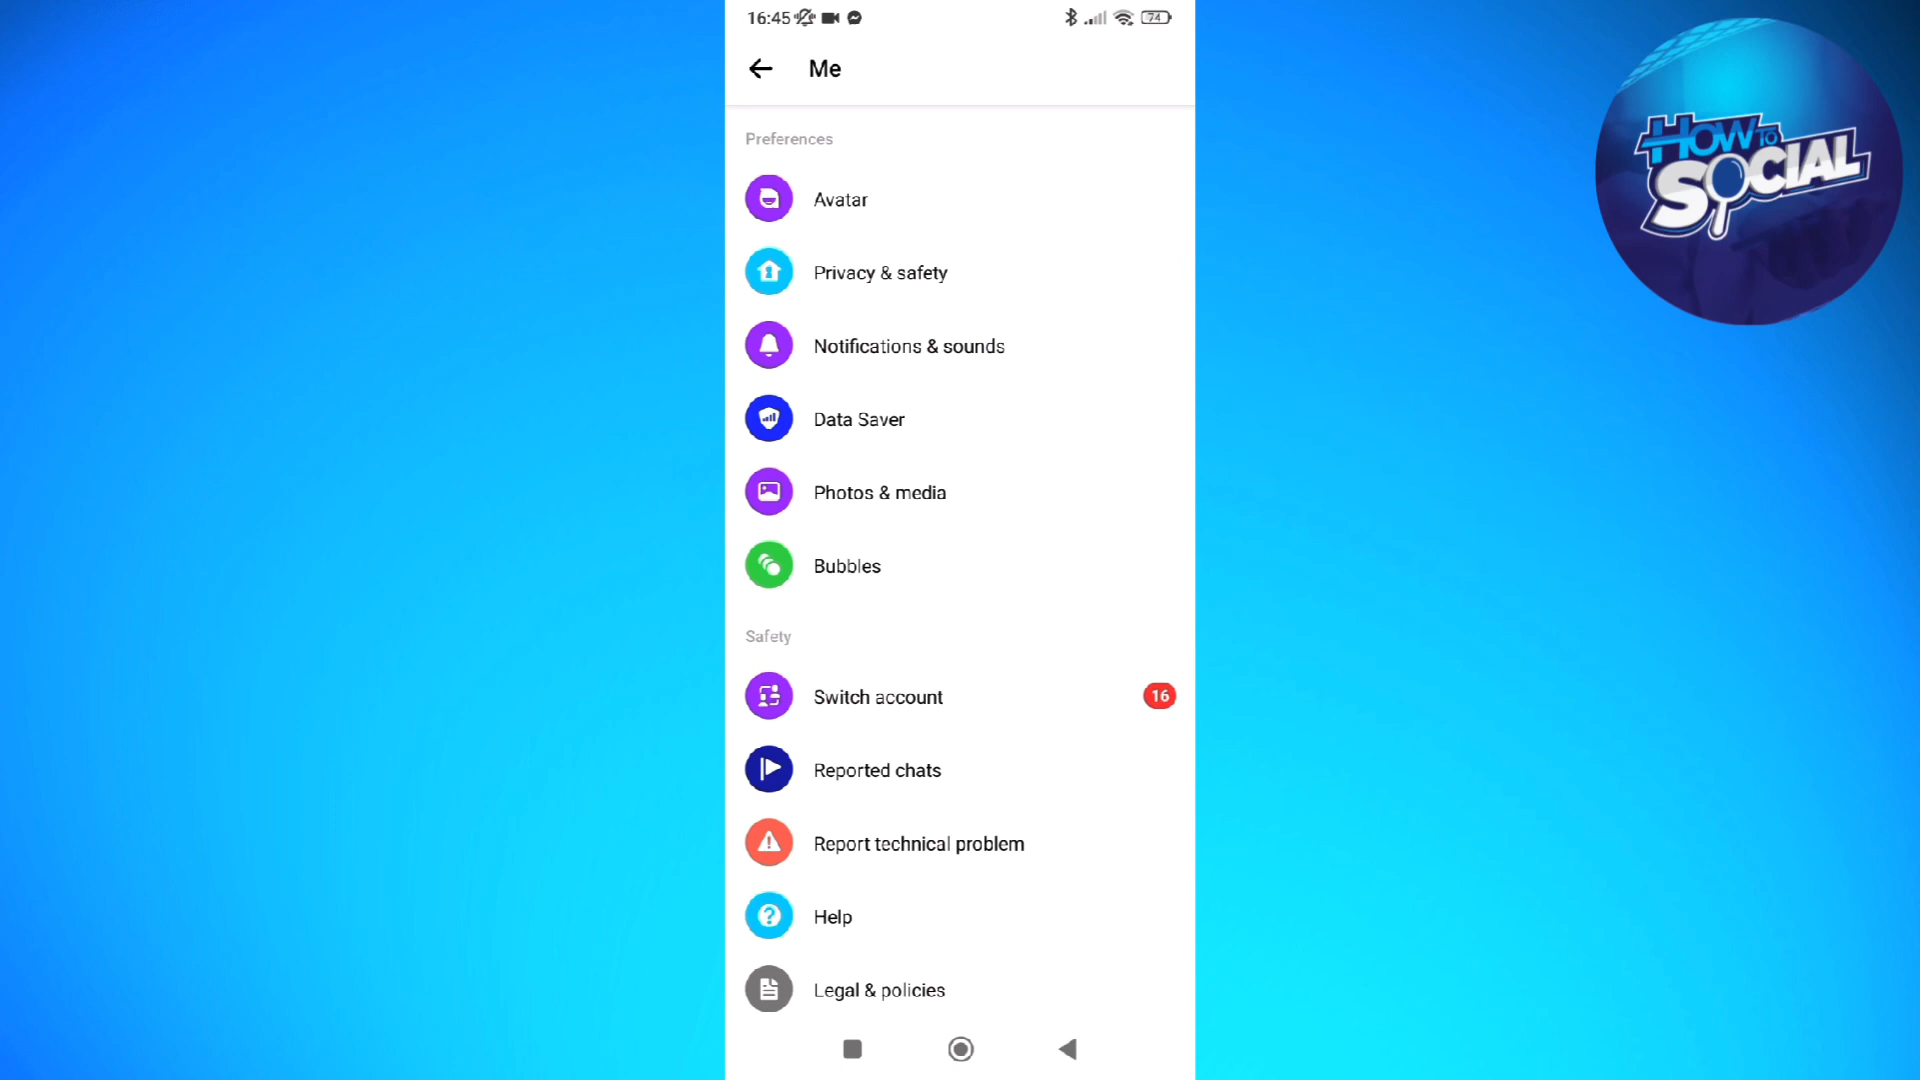 16:45
74
Me
Preferences
Avatar
Privacy & safety
Notifications & sounds
Data Saver
Photos & media
Bubbles
Safety
Switch account
16
Reported chats
Report technical problem
Help
Legal & policies
HOW TO
SOCIAL